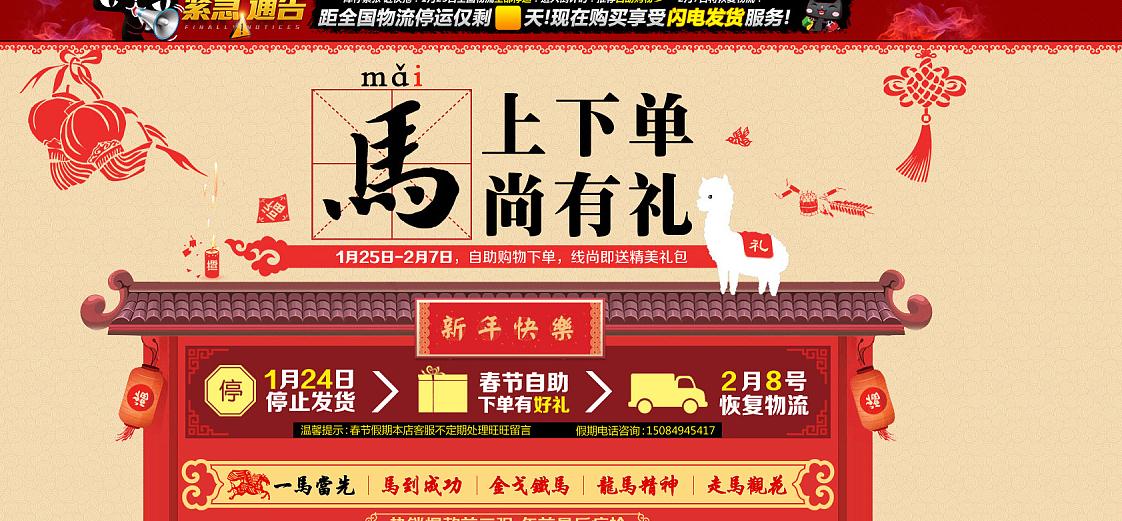 紧急 通告
FINALLY NOTICES
距全国物流停运仅剩 天!现在购买享受闪电发货服务!
mǎi
馬上下单
尚有礼
礼
福
1月25日-2月7日，自助购物下单，线尚即送精美礼包
新年快樂
福
福
停
1月24日
停止发货
春节自助
下单有好礼
2月8号
恢复物流
温馨提示:春节假期本店客服不定期处理旺旺留言
假期电话咨询:15084945417
一馬當先 | 馬到成功 | 金戈鐵馬 | 龍馬精神 | 走馬觀花